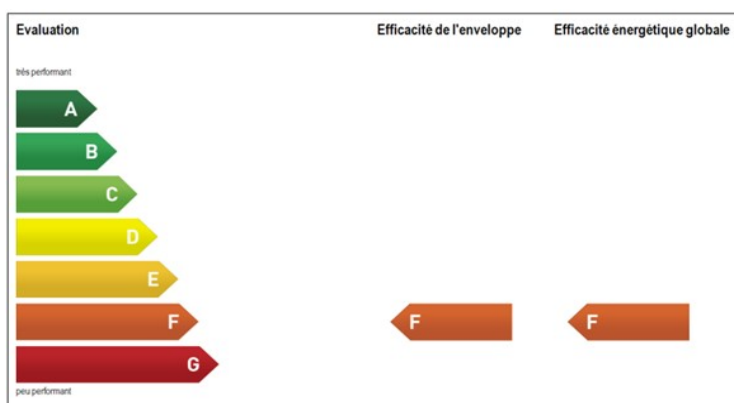 Evaluation
Efficacité de l'enveloppe
Efficacité énergétique globale
très performant
A
B
C
D
E
F
F
F
G
peu performant